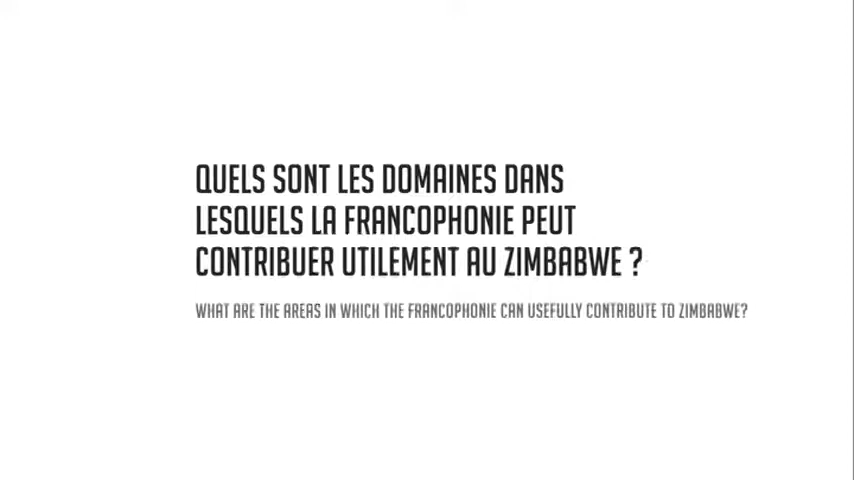 QUELS SONT LES DOMAINES DANS
LESQUELS LA FRANCOPHONIE PEUT
CONTRIBUER UTILEMENT AU ZIMBABWE ?
WHAT ARE THE AREAS IN WHICH THE FRANCOPHONIE CAN USEFULLY CONTRIBUTE TO ZIMBABWE?